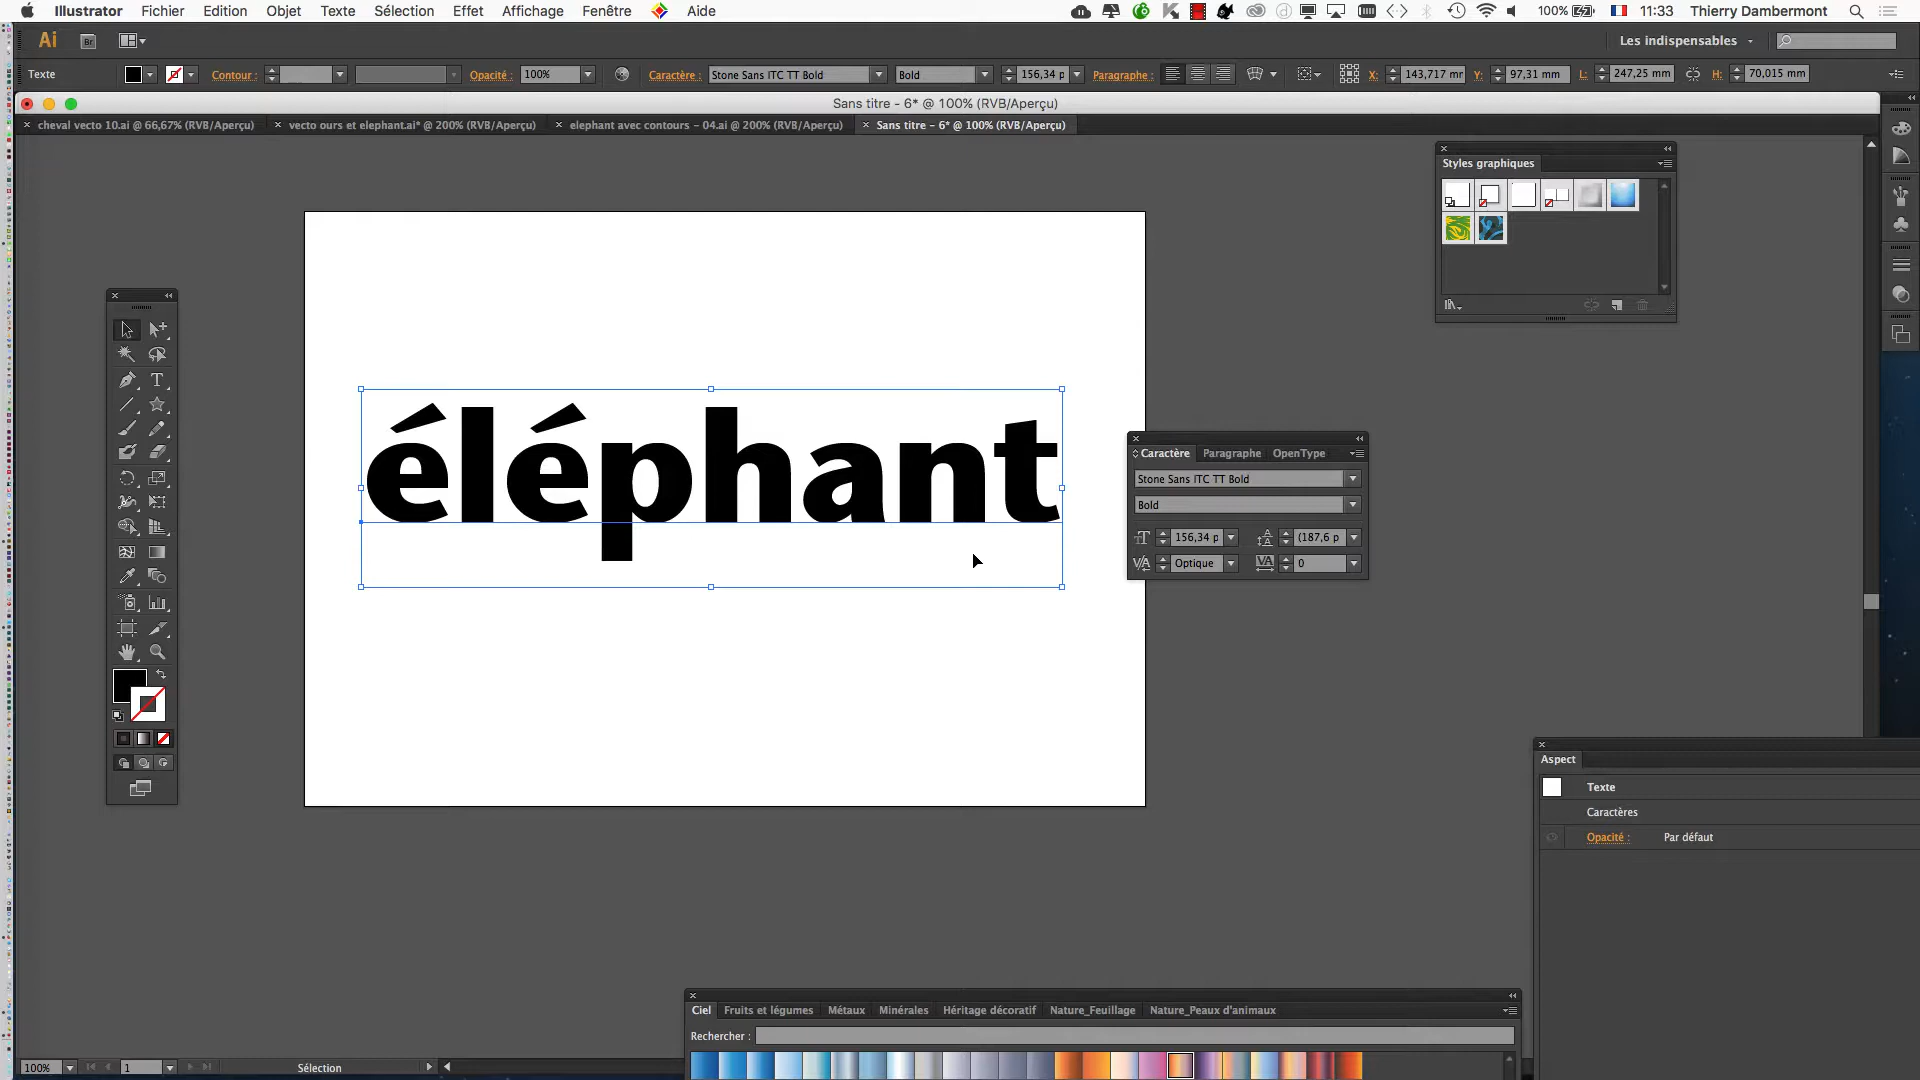 Illustrator Fichier Edition Objet Texte Sélection Effet Affichage Fenêtre Aide 100% 11:33 Thierry Dambermont
Ai Br Les indispensables
Texte Contour : Opacité : 100% Caractère : Stone Sans ITC TT Bold Bold 156,34 p Paragraphe : X: 143,717 mr Y: 97,31 mm L: 247,25 mm H: 70,015 mm
Sans titre - 6* @ 100% (RVB/Aperçu)
cheval vecto 10.ai @ 66,67% (RVB/Aperçu) vecto ours et elephant.ai* @ 200% (RVB/Aperçu) elephant avec contours - 04.ai @ 200% (RVB/Aperçu) Sans titre - 6* @ 100% (RVB/Aperçu)
Styles graphiques
éléphant
Caractère Paragraphe OpenType
Stone Sans ITC TT Bold
Bold
156,34 p (187,6 p
Optique 0
Aspect
Texte
Caractères
Opacité : Par défaut
Ciel Fruits et légumes Métaux Minérales Héritage décoratif Nature_Feuillage Nature_Peaux d'animaux
Rechercher :
100% 1 Sélection